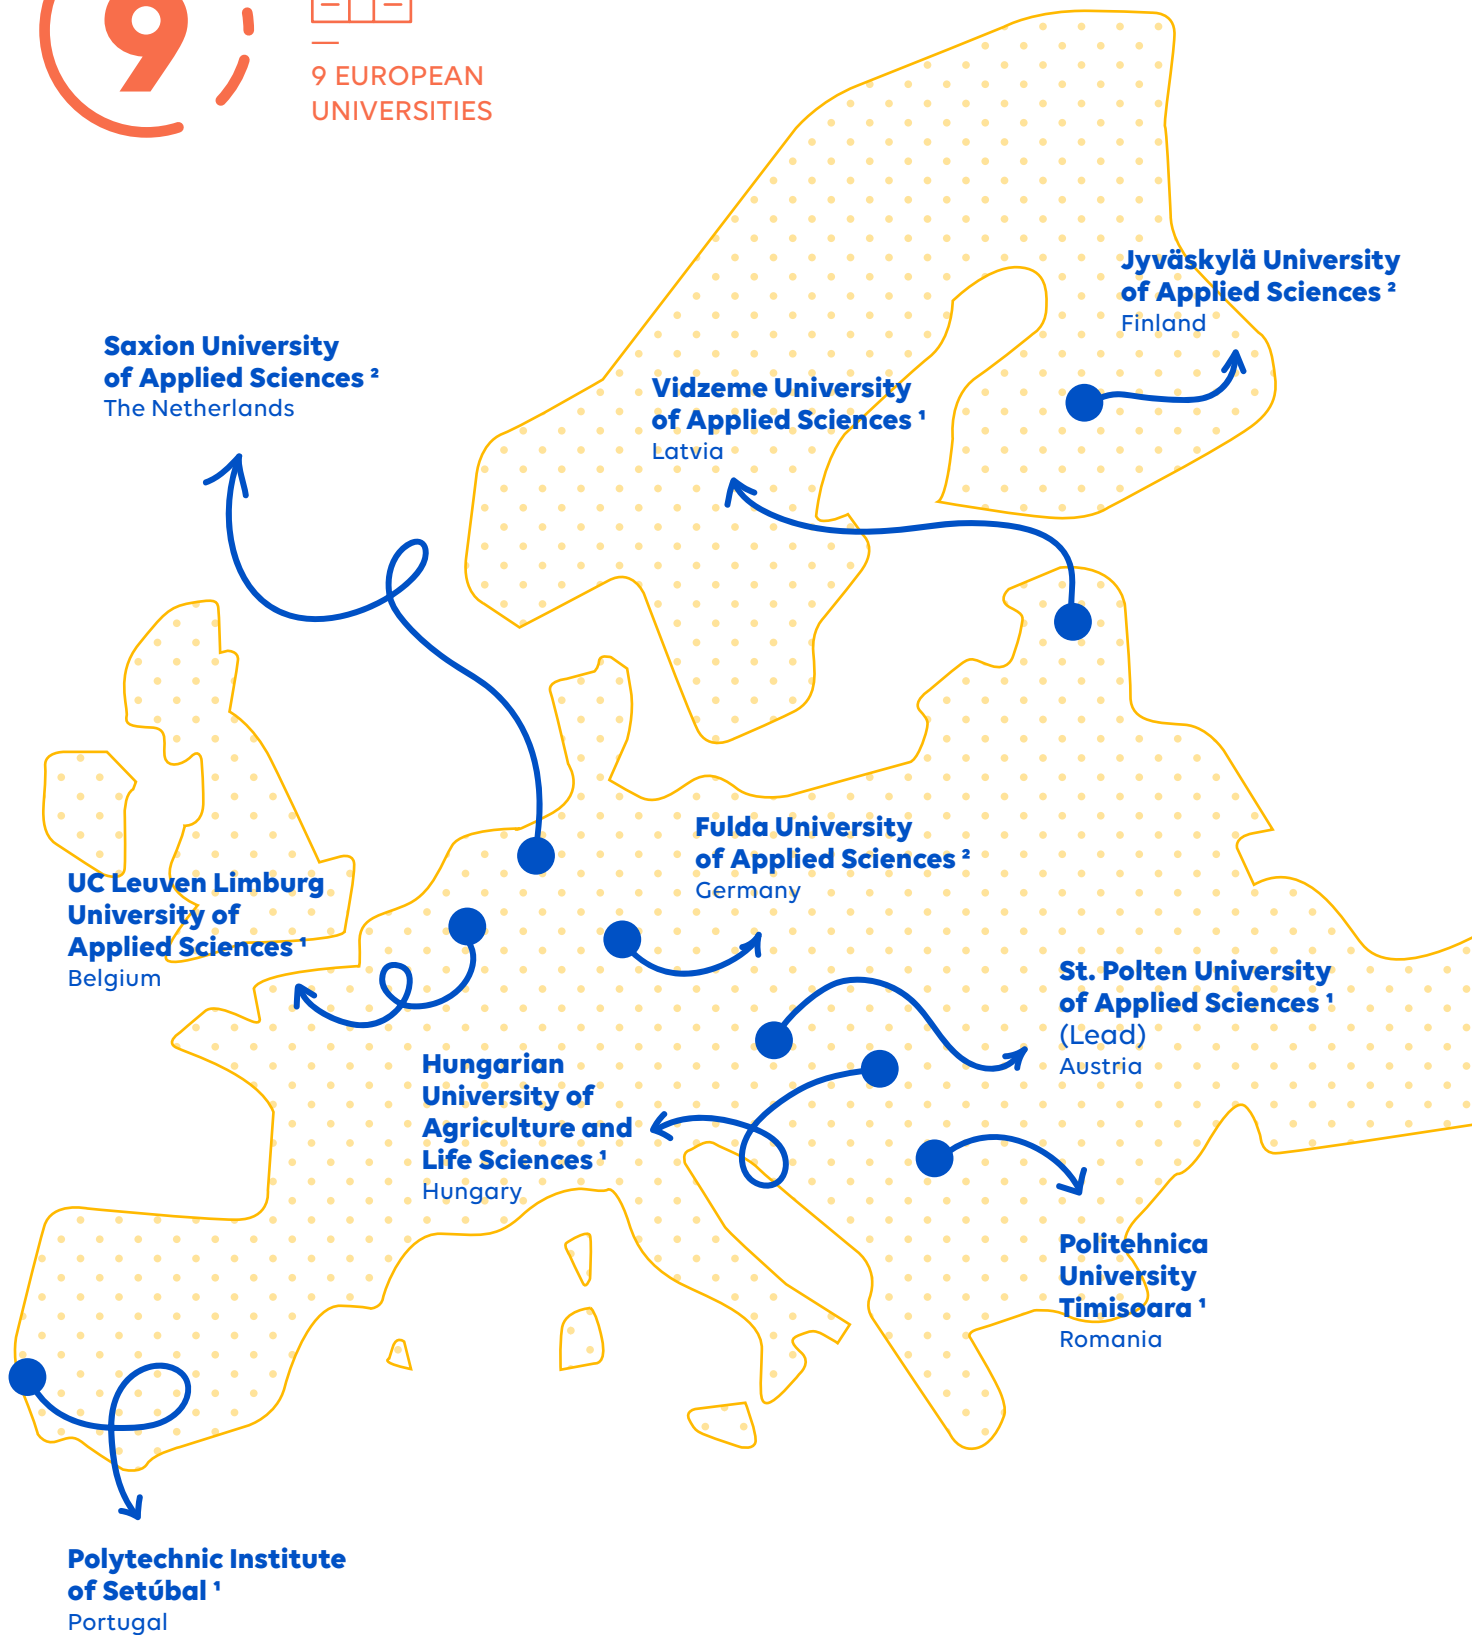 9
9 EUROPEAN
UNIVERSITIES
Jyväskylä University
of Applied Sciences ²
Finland
Saxion University
of Applied Sciences ²
The Netherlands
Vidzeme University
of Applied Sciences ¹
Latvia
Fulda University
of Applied Sciences ²
Germany
UC Leuven Limburg
University of
Applied Sciences ¹
Belgium
St. Polten University
of Applied Sciences ¹
(Lead)
Austria
Hungarian
University of
Agriculture and
Life Sciences ¹
Hungary
Politehnica
University
Timisoara ¹
Romania
Polytechnic Institute
of Setúbal ¹
Portugal